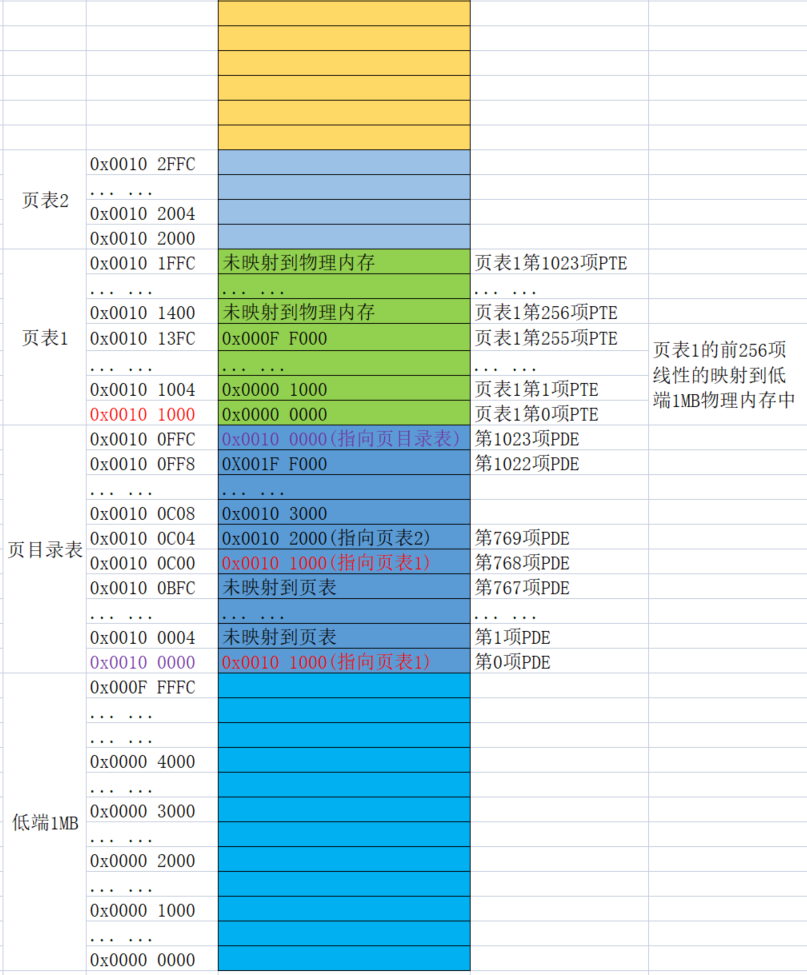 0x0010 2FFC
... ...
页表2
0x0010 2004
0x0010 2000
0x0010 1FFC 未映射到物理内存 页表1第1023项PTE
... ... ... ... ... ...
0x0010 1400 未映射到物理内存 页表1第256项PTE
页表1
0x0010 13FC 0x000F F000 页表1第255项PTE
... ... ... ... ... ...
页表1的前256项
线性的映射到低
端1MB物理内存中
0x0010 1004 0x0000 1000 页表1第1项PTE
0x0010 1000 0x0000 0000 页表1第0项PTE
0x0010 0FFC 0x0010 0000(指向页目录表) 第1023项PDE
0x0010 0FF8 0X001F F000 第1022项PDE
... ... ... ...
0x0010 0C08 0x0010 3000
0x0010 0C04 0x0010 2000(指向页表2) 第769项PDE
页目录表
0x0010 0C00 0x0010 1000(指向页表1) 第768项PDE
0x0010 0BFC 未映射到页表 第767项PDE
... ... ... ... ... ...
0x0010 0004 未映射到页表 第1项PDE
0x0010 0000 0x0010 1000(指向页表1) 第0项PDE
0x000F FFFC
... ...
... ...
0x0000 4000
... ...
0x0000 3000
低端1MB
... ...
0x0000 2000
... ...
0x0000 1000
... ...
0x0000 0000